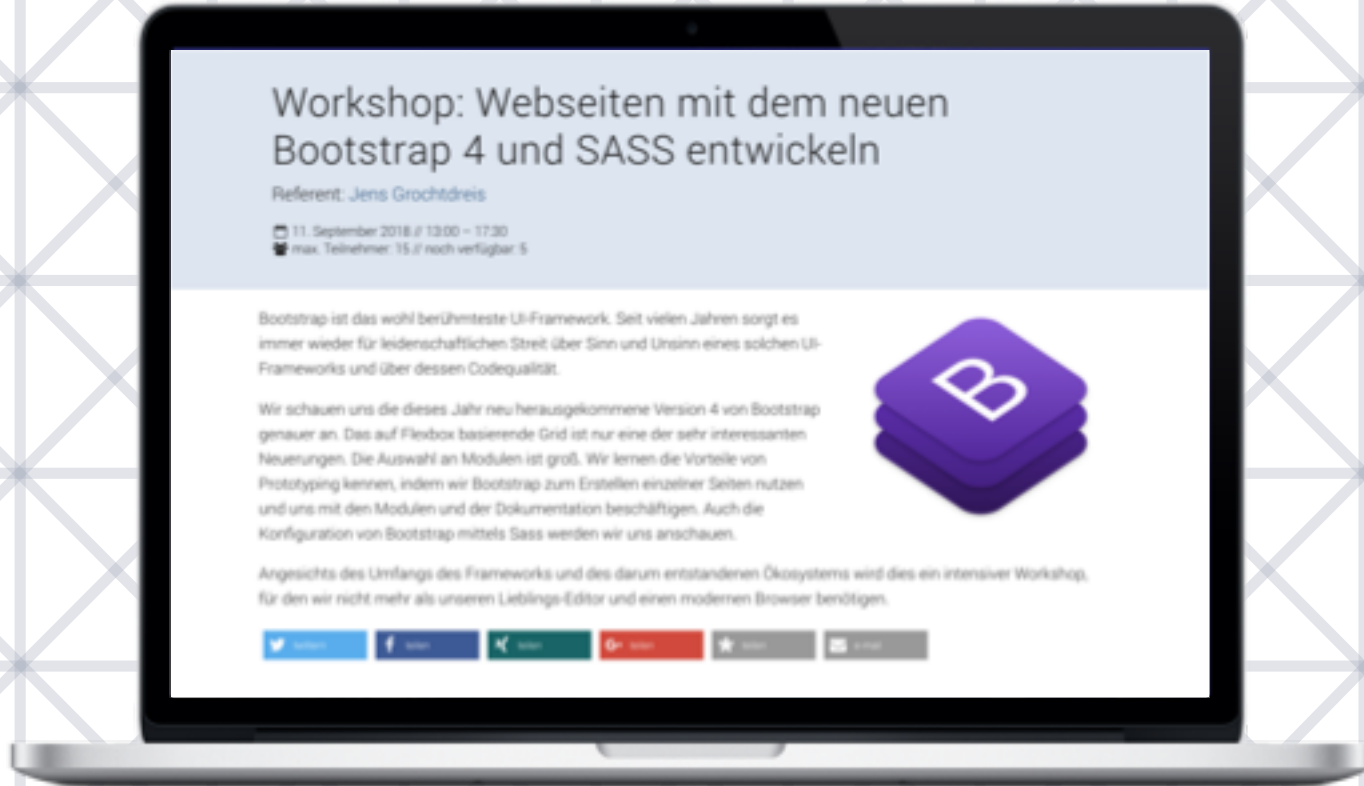 Workshop: Webseiten mit dem neuen
Bootstrap 4 und SASS entwickeln
Referent: Jens Grochtdreis
11. September 2018 // 13:00 – 17:30
max. Teilnehmer: 15 // noch verfügbar: 5
Bootstrap ist das wohl berühmteste UI-Framework. Seit vielen Jahren sorgt es
immer wieder für leidenschaftlichen Streit über Sinn und Unsinn eines solchen UI-
Frameworks und über dessen Codequalität.
B
Wir schauen uns die dieses Jahr neu herausgekommene Version 4 von Bootstrap
genauer an. Das auf Flexbox basierende Grid ist nur eine der sehr interessanten
Neuerungen. Die Auswahl an Modulen ist groß. Wir lernen die Vorteile von
Prototyping kennen, indem wir Bootstrap zum Erstellen einzelner Seiten nutzen
und uns mit den Modulen und der Dokumentation beschäftigen. Auch die
Konfiguration von Bootstrap mittels Sass werden wir uns anschauen.
Angesichts des Umfangs des Frameworks und des darum entstandenen Ökosystems wird dies ein intensiver Workshop,
für den wir nicht mehr als unseren Lieblings-Editor und einen modernen Browser benötigen.
twittern teilen teilen G+ teilen teilen e-mail